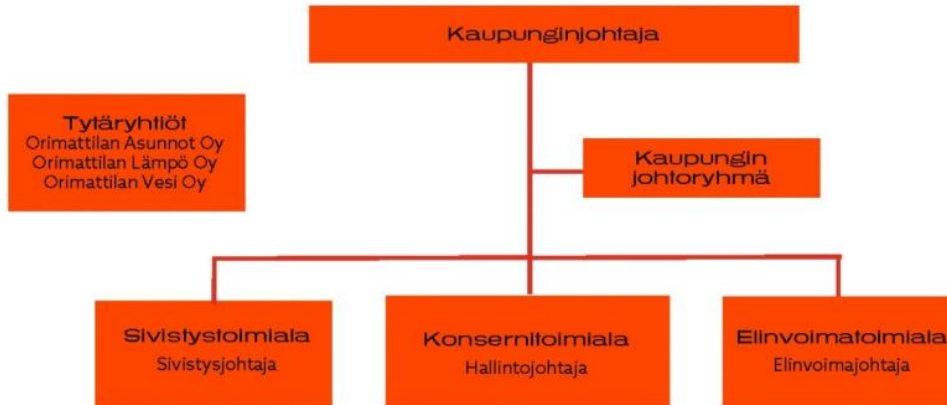 Kaupunginjohtaja
Tytäryhtiöt
Orimattilan Asunnot Oy
Orimattilan Lämpö Oy
Orimattilan Vesi Oy
Kaupungin
johtoryhmä
Sivistystoimiala
Sivistysjohtaja
Konsernitoimiala
Hallintojohtaja
Elinvoimatoimiala
Elinvoimajohtaja